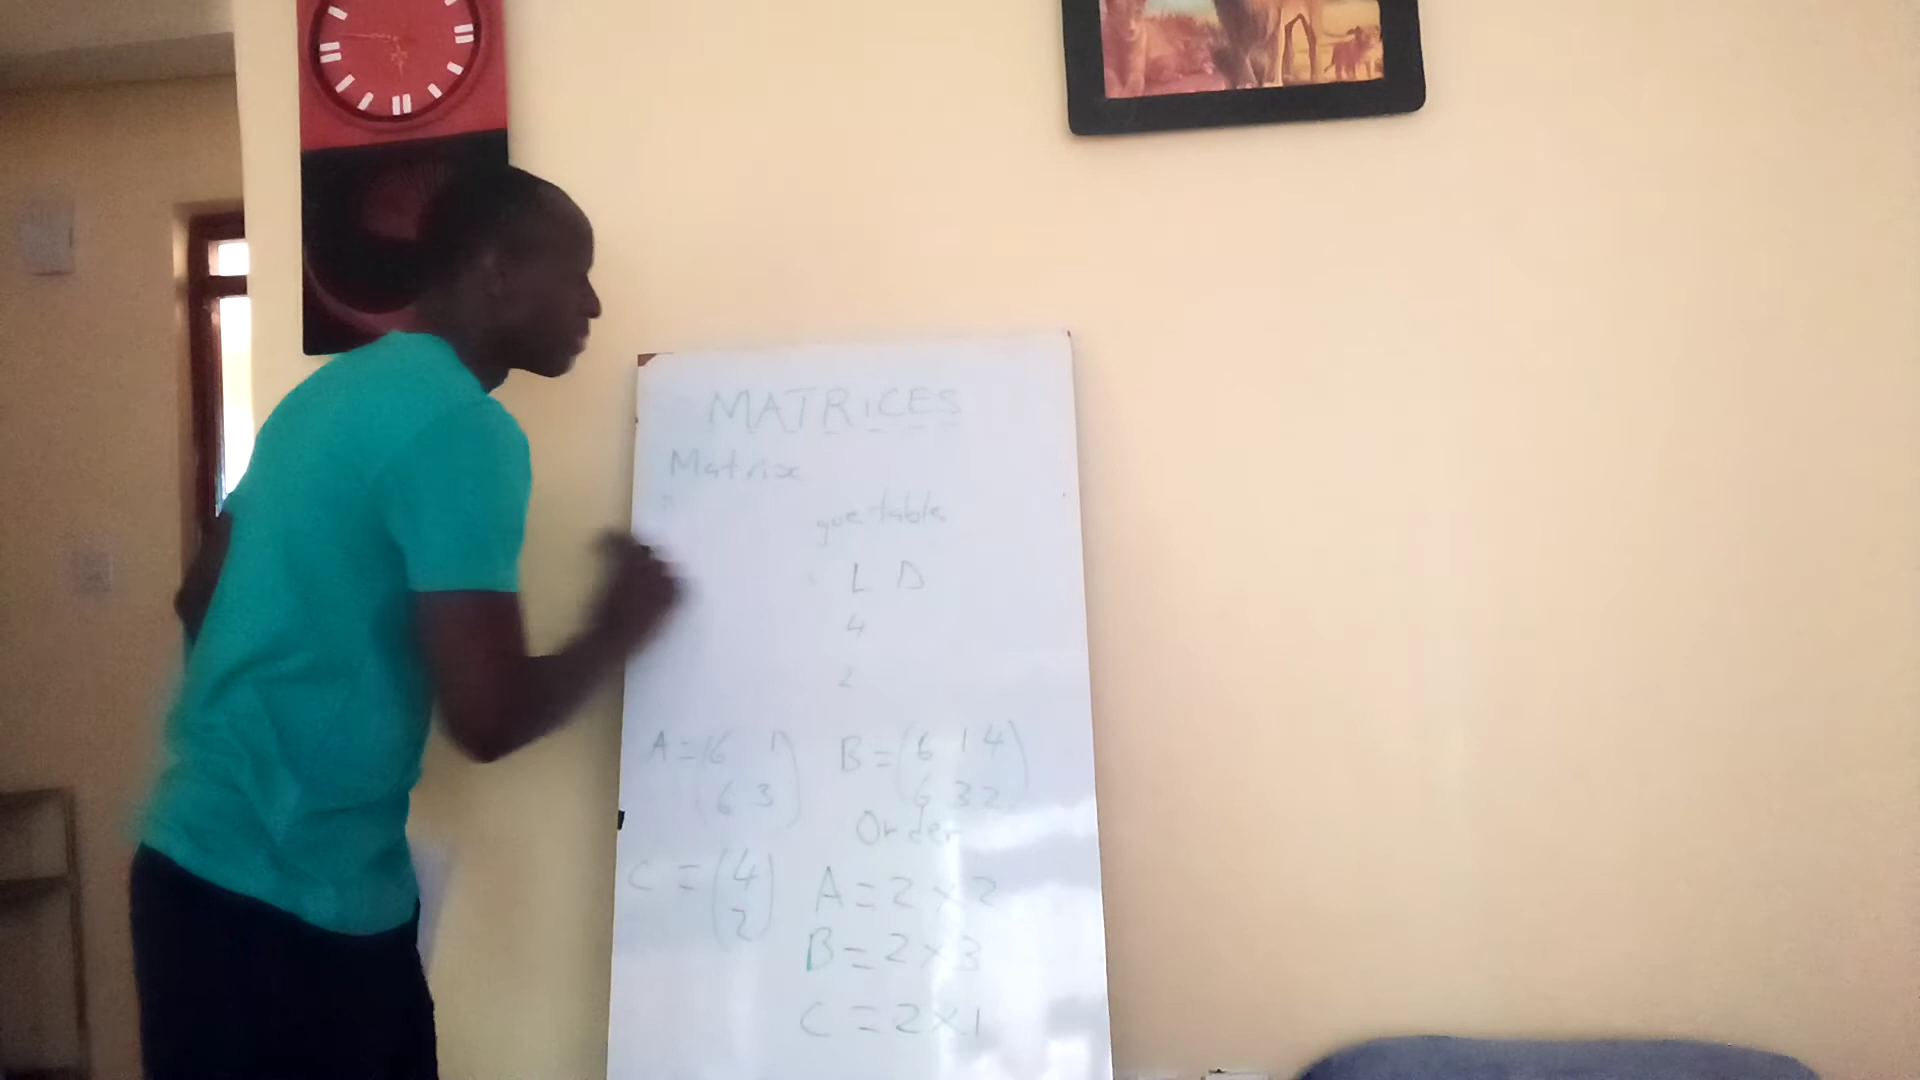 MATRICES
Matrix
table
L D
4
2
A = (6 1 B = (6 1 4)
6 3) 6 3 2
Order
C = (4 A = 2 × 2
2) B = 2 × 3
C = 2 × 1